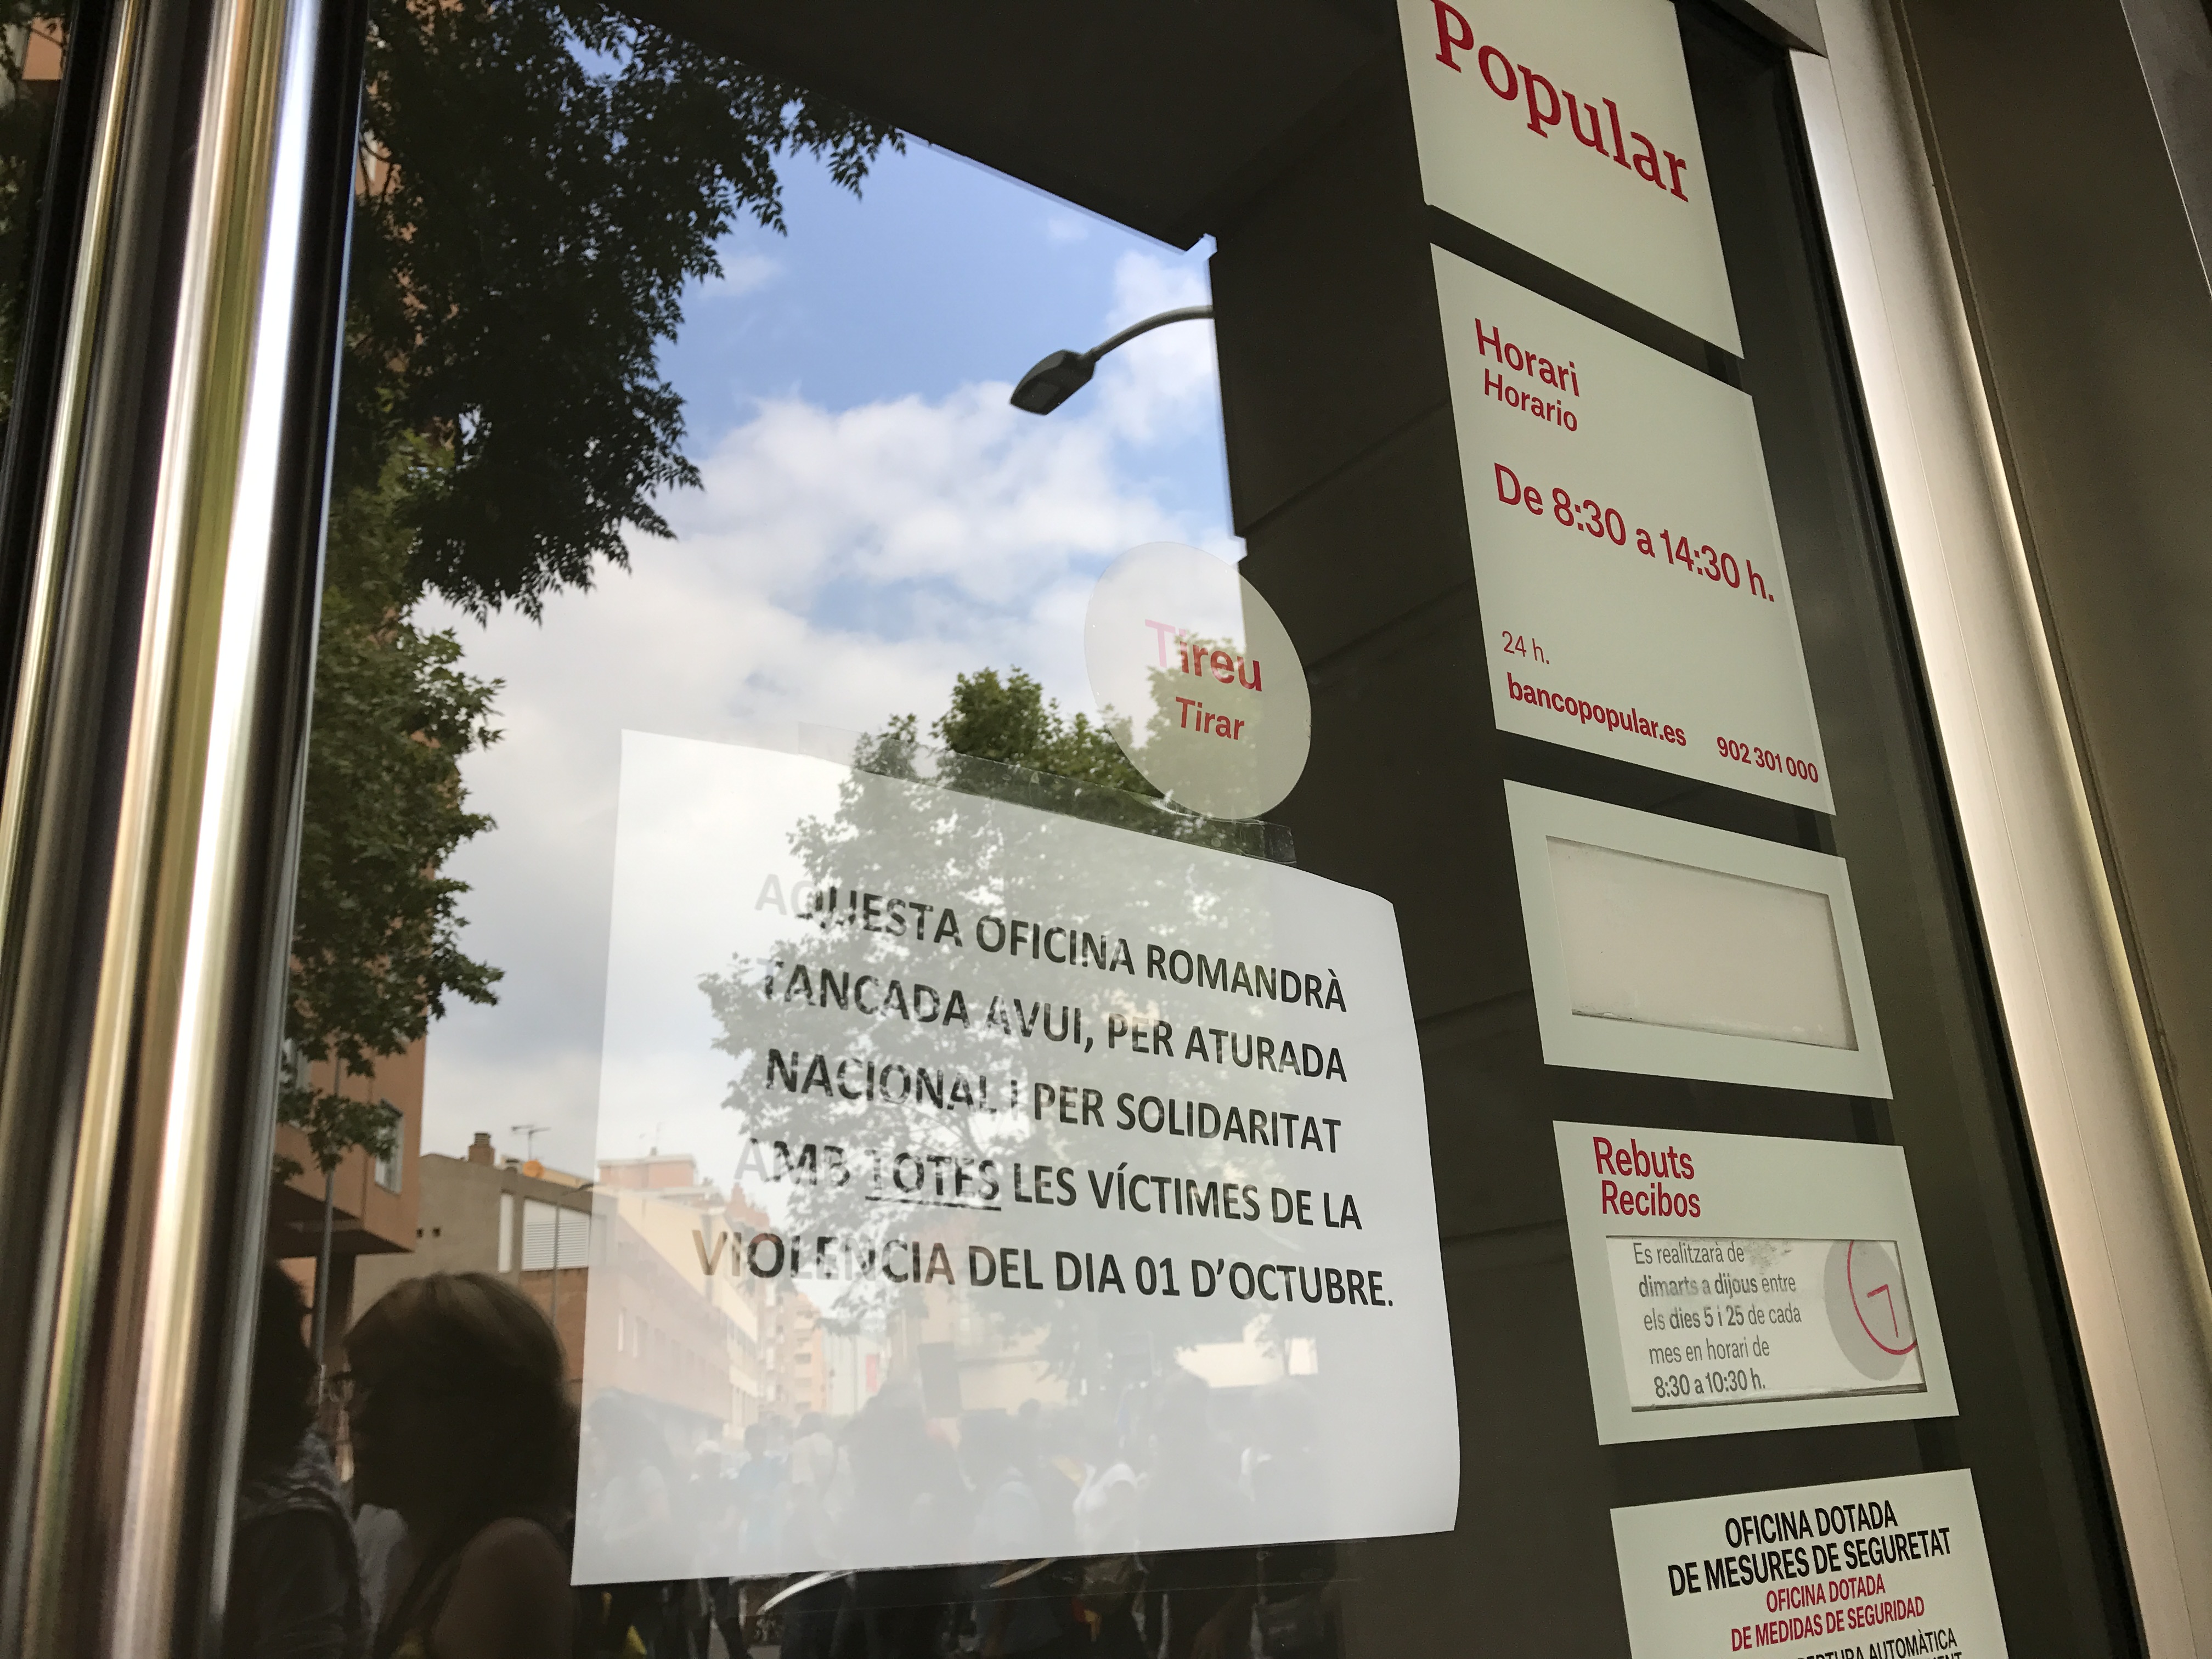 Popular
Horari
Horario
De 8:30 a 14:30 h.
24 h.
bancopopular.es 902 301 000
Tireu
Tirar
AQUESTA OFICINA ROMANDRÀ
TANCADA AVUI, PER ATURADA
NACIONAL I PER SOLIDARITAT
AMB TOTES LES VÍCTIMES DE LA
VIOLENCIA DEL DIA 01 D'OCTUBRE.
Rebuts
Recibos
Es realitzarà de
dimarts a dijous entre
els dies 5 i 25 de cada
mes en horari de
8:30 a 10:30 h.
OFICINA DOTADA
DE MESURES DE SEGURETAT
OFICINA DOTADA
DE MEDIDAS DE SEGURIDAD
AUTOMÀTICA